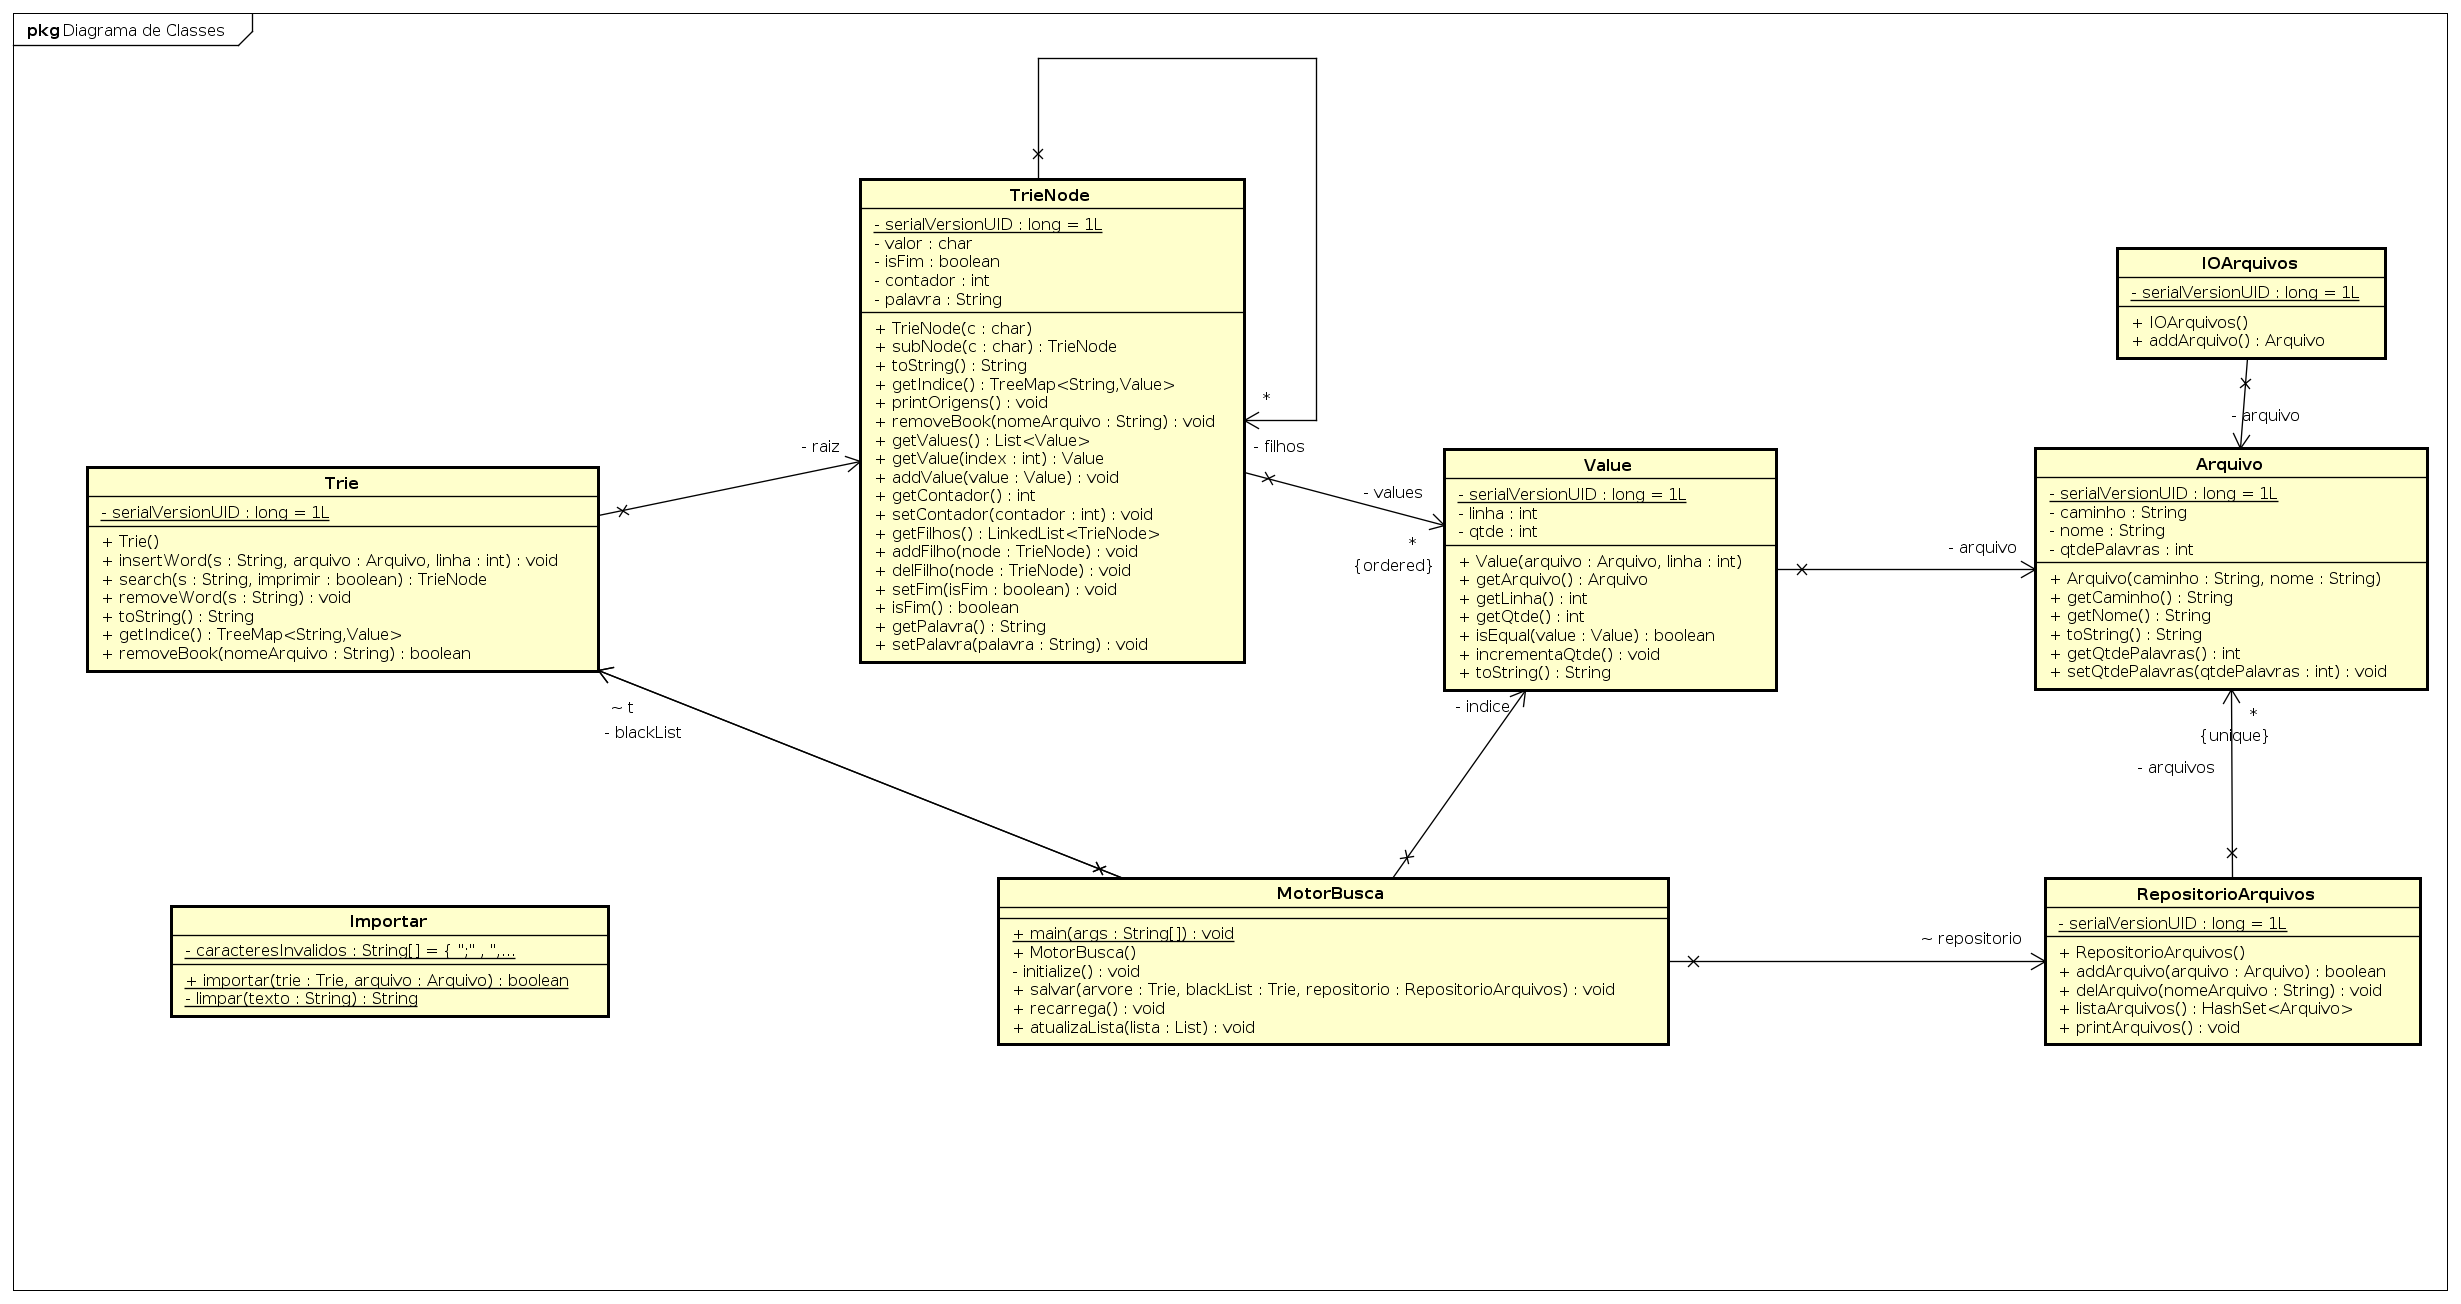 pkg Diagrama de Classes
TrieNode
- serialVersionUID : long = 1L
- valor : char
- isFim : boolean
- contador : int
- palavra : String
+ TrieNode(c : char)
+ subNode(c : char) : TrieNode
+ toString() : String
+ getIndice() : TreeMap<String,Value>
+ printOrigens() : void
+ removeBook(nomeArquivo : String) : void
+ getValues() : List<Value>
+ getValue(index : int) : Value
+ addValue(value : Value) : void
+ getContador() : int
+ setContador(contador : int) : void
+ getFilhos() : LinkedList<TrieNode>
+ addFilho(node : TrieNode) : void
+ delFilho(node : TrieNode) : void
+ setFim(isFim : boolean) : void
+ isFim() : boolean
+ getPalavra() : String
+ setPalavra(palavra : String) : void
*
- filhos
IOArquivos
- serialVersionUID : long = 1L
+ IOArquivos()
+ addArquivo() : Arquivo
- arquivo
- raiz
Trie
- serialVersionUID : long = 1L
+ Trie()
+ insertWord(s : String, arquivo : Arquivo, linha : int) : void
+ search(s : String, imprimir : boolean) : TrieNode
+ removeWord(s : String) : void
+ toString() : String
+ getIndice() : TreeMap<String,Value>
+ removeBook(nomeArquivo : String) : boolean
- values
*
{ordered}
Value
- serialVersionUID : long = 1L
- linha : int
- qtde : int
+ Value(arquivo : Arquivo, linha : int)
+ getArquivo() : Arquivo
+ getLinha() : int
+ getQtde() : int
+ isEqual(value : Value) : boolean
+ incrementaQtde() : void
+ toString() : String
- arquivo
Arquivo
- serialVersionUID : long = 1L
- caminho : String
- nome : String
- qtdePalavras : int
+ Arquivo(caminho : String, nome : String)
+ getCaminho() : String
+ getNome() : String
+ toString() : String
+ getQtdePalavras() : int
+ setQtdePalavras(qtdePalavras : int) : void
~ t
- blackList
- indice
*
{unique}
- arquivos
Importar
- caracteresInvalidos : String[] = { ";" , ",...
+ importar(trie : Trie, arquivo : Arquivo) : boolean
- limpar(texto : String) : String
MotorBusca
+ main(args : String[]) : void
+ MotorBusca()
- initialize() : void
+ salvar(arvore : Trie, blackList : Trie, repositorio : RepositorioArquivos) : void
+ recarrega() : void
+ atualizaLista(lista : List) : void
~ repositorio
RepositorioArquivos
- serialVersionUID : long = 1L
+ RepositorioArquivos()
+ addArquivo(arquivo : Arquivo) : boolean
+ delArquivo(nomeArquivo : String) : void
+ listaArquivos() : HashSet<Arquivo>
+ printArquivos() : void